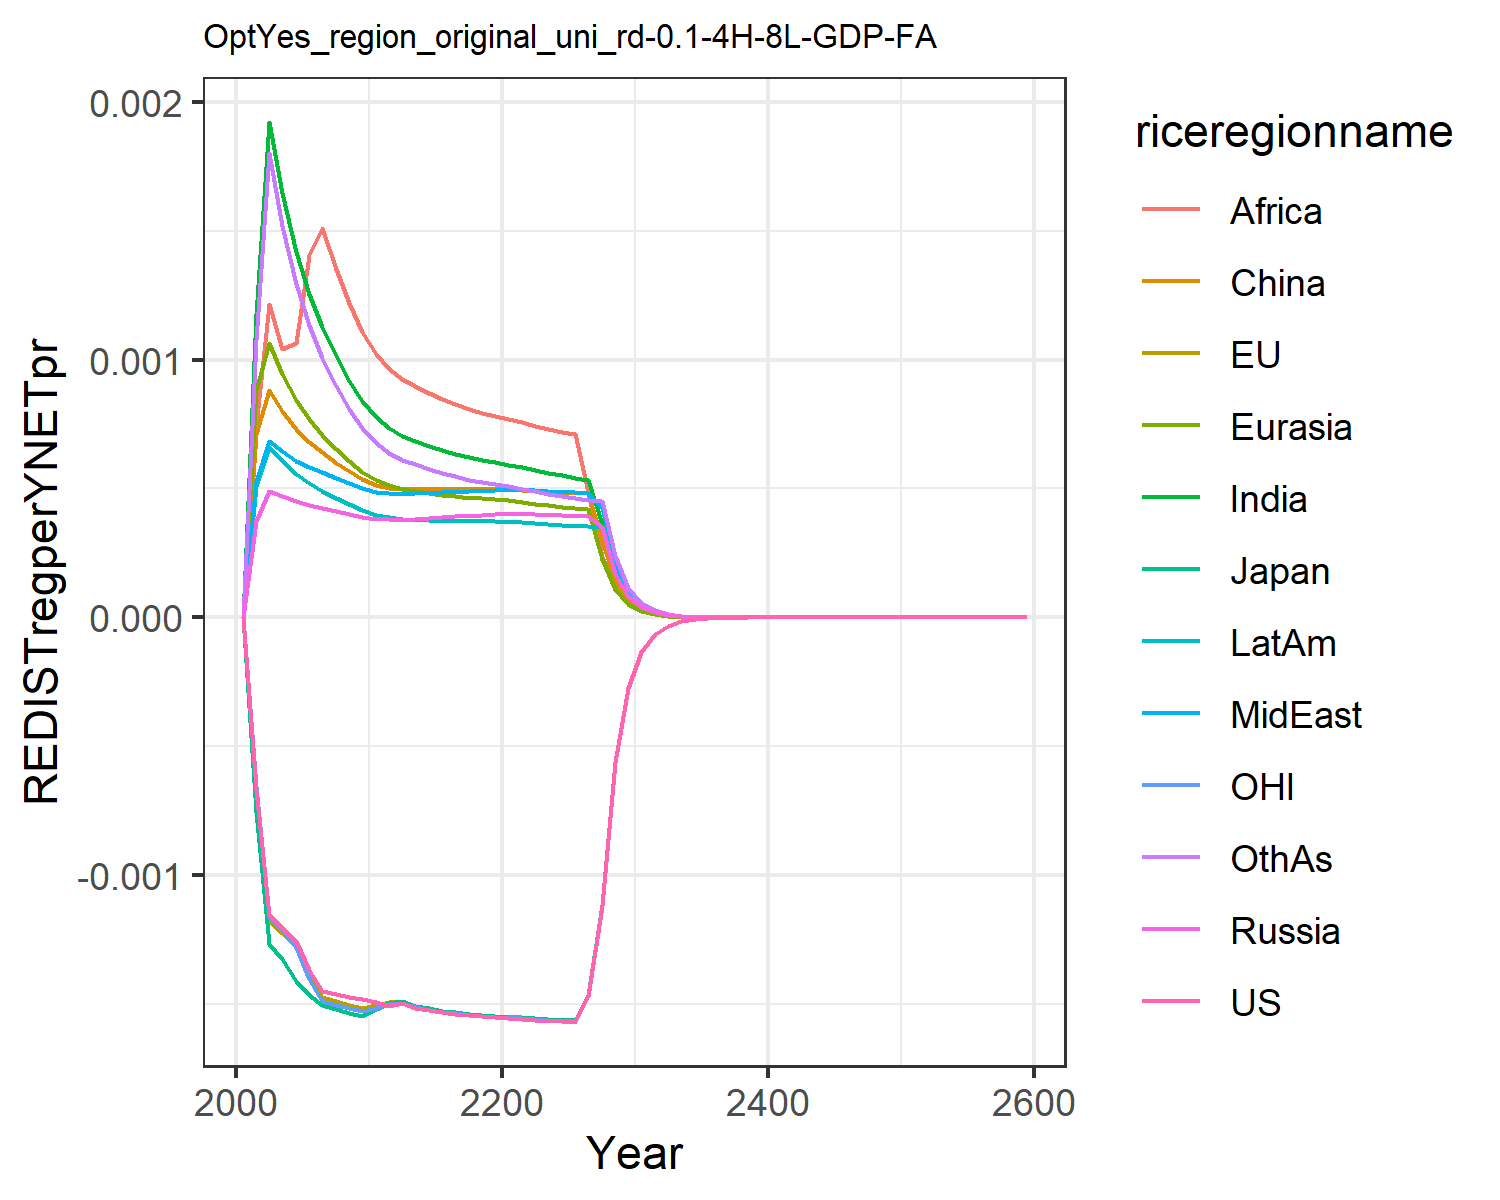 OptYes_region_original_uni_rd-0.1-4H-8L-GDP-FA
0.002
0.001
0.000
-0.001
REDISTregperYNETpr
2000
2200
2400
2600
Year
riceregionname
Africa
China
EU
Eurasia
India
Japan
LatAm
MidEast
OHI
OthAs
Russia
US